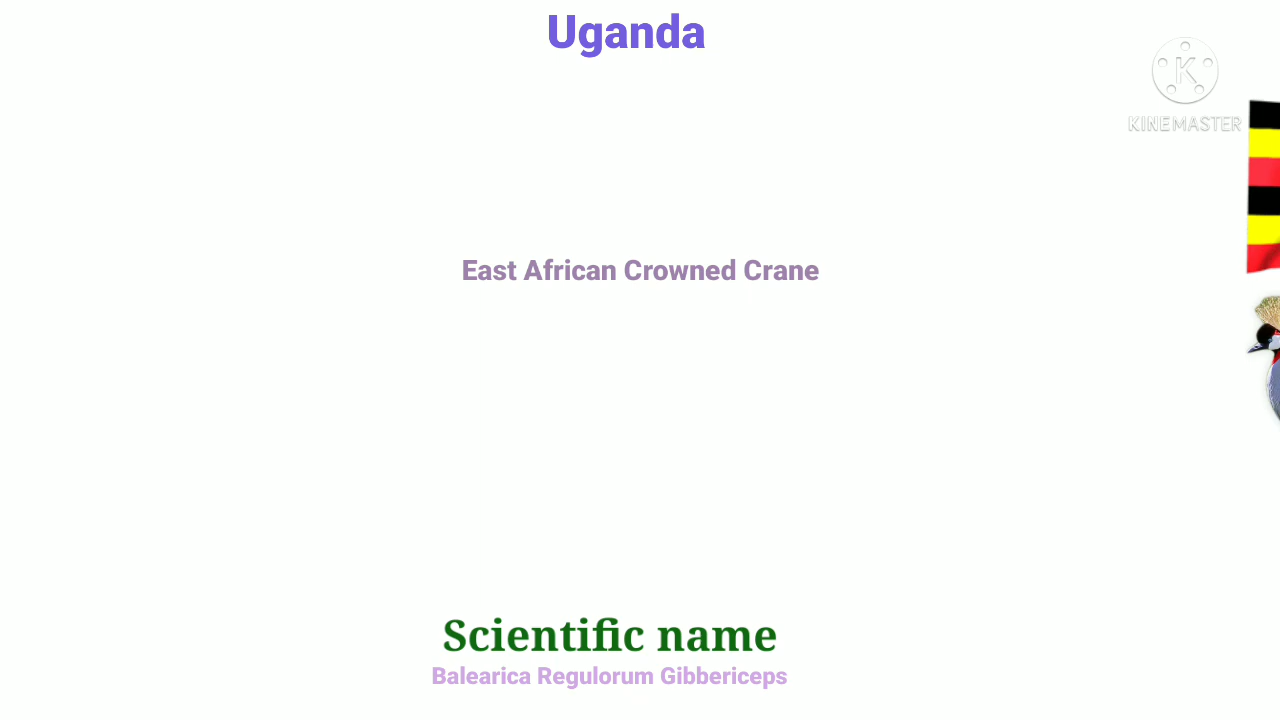 Uganda
K
KINEMASTER
East African Crowned Crane
Scientific name
Balearica Regulorum Gibbericeps